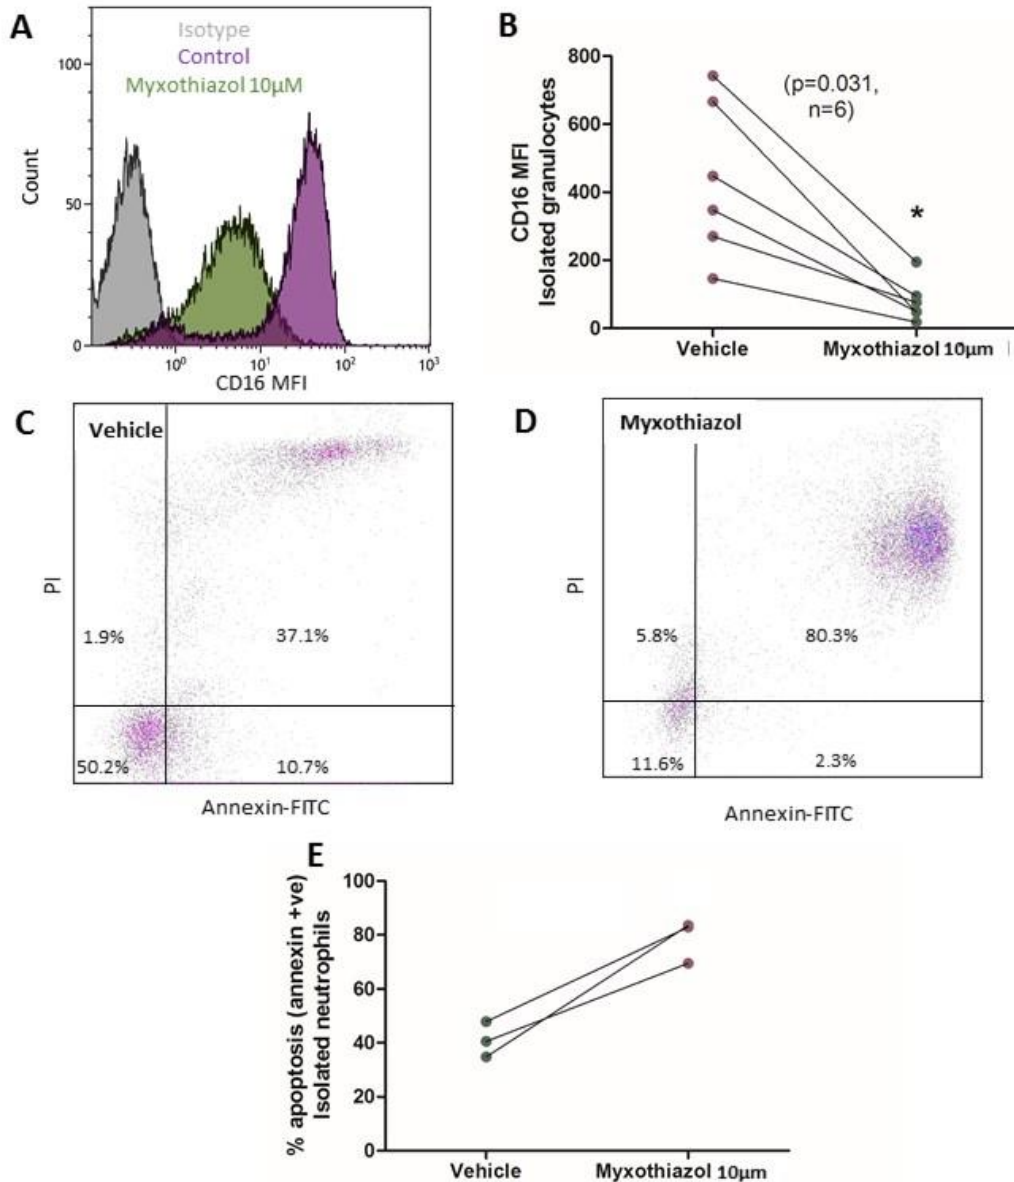 A
Isotype
Control
Myxothiazol 10μM
100
50
0
Count
10⁰
10¹
10²
10³
CD16 MFI
B
800
600
400
200
0
CD16 MFI
Isolated granulocytes
(p=0.031,
n=6)
*
Vehicle
Myxothiazol 10μm
C
Vehicle
PI
1.9%
37.1%
50.2%
10.7%
Annexin-FITC
D
Myxothiazol
PI
5.8%
80.3%
11.6%
2.3%
Annexin-FITC
E
100
80
60
40
20
0
% apoptosis (annexin +ve)
Isolated neutrophils
Vehicle
Myxothiazol 10μm